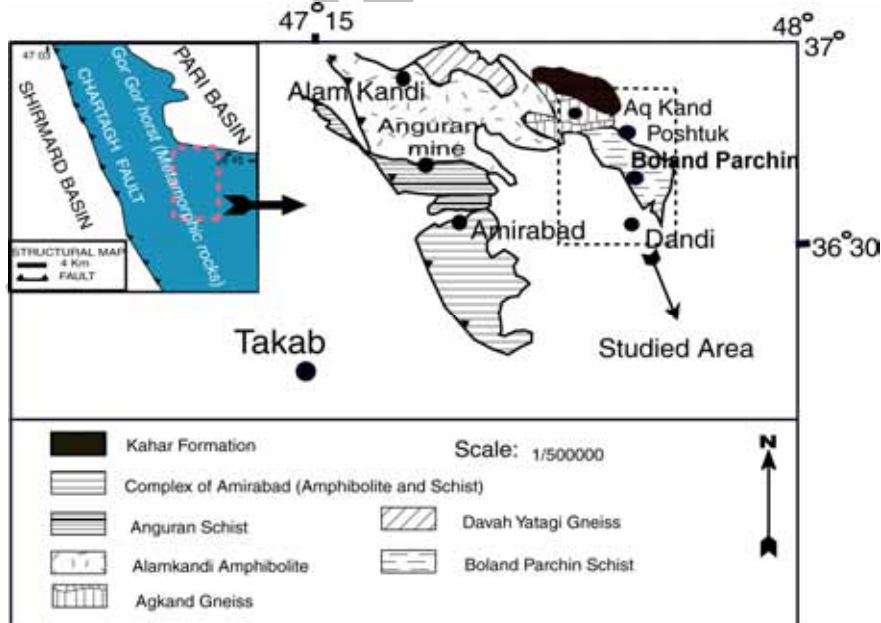 47°15
48°
37°
47 03
PARI BASIN
Gor Gor horst (Metamorphic rocks)
CHARTAGH FAULT
SHIRMARD BASIN
STRUCTURAL MAP
4 Km
FAULT
Alam Kandi
Anguran
mine
Aq Kand
Poshtuk
Boland Parchin
Amirabad
Dandi
36°30
Takab
Studied Area
Kahar Formation
Scale: 1/500000
N
Complex of Amirabad (Amphibolite and Schist)
Anguran Schist
Davah Yatagi Gneiss
Alamkandi Amphibolite
Boland Parchin Schist
Agkand Gneiss